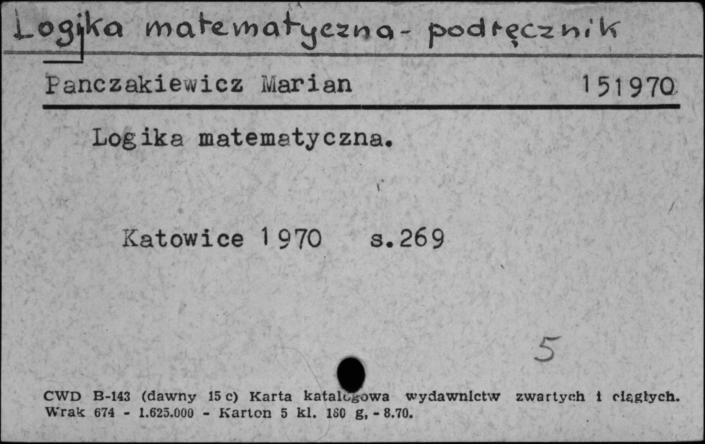 Logika matematyczna - podręcznik
Panczakiewicz Marian 151970
Logika matematyczna.
Katowice 1970 s.269
5
CWD B-143 (dawny 15 c) Karta katalogowa wydawnictw zwartych i ciągłych.
Wrak 674 - 1.625.000 - Karton 5 kl. 180 g, - 8.70.